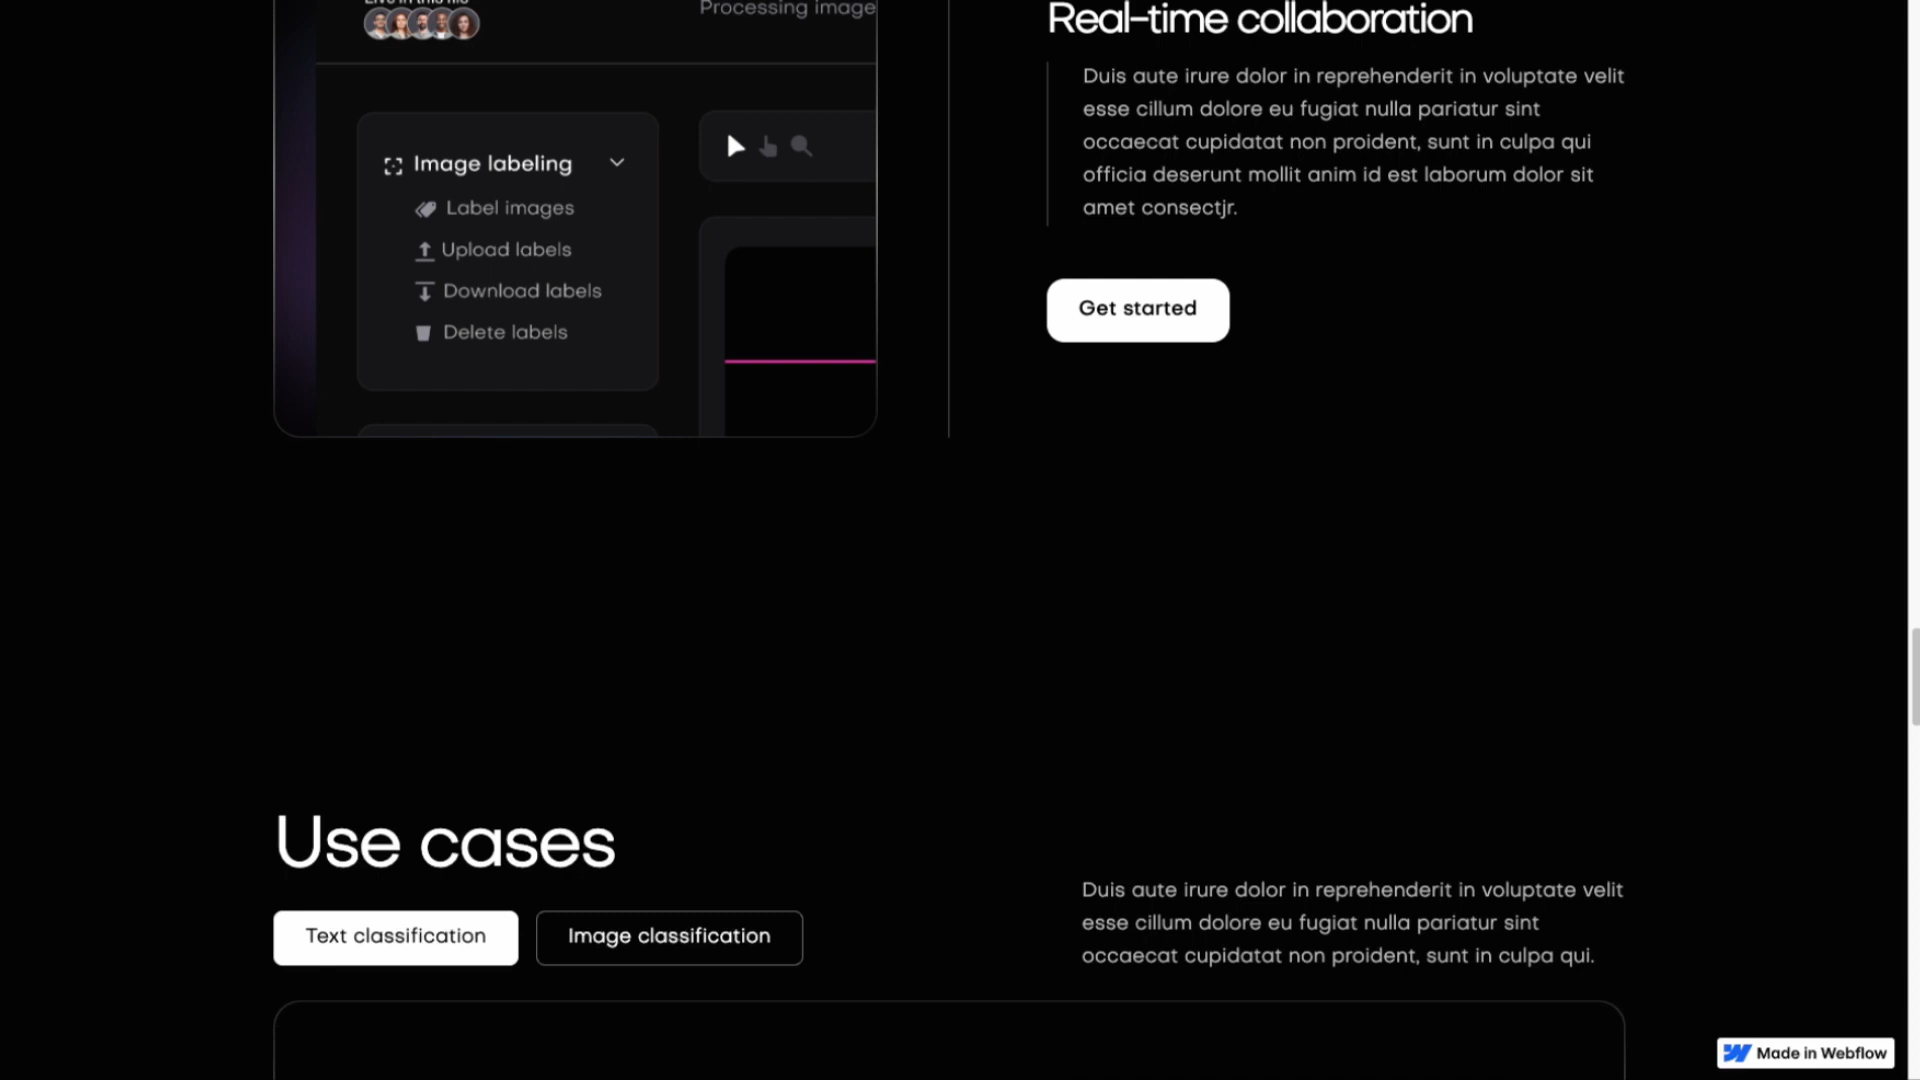 Live in this file
Processing image
Image labeling
Label images
Upload labels
Download labels
Delete labels
Real-time collaboration
Duis aute irure dolor in reprehenderit in voluptate velit
esse cillum dolore eu fugiat nulla pariatur sint
occaecat cupidatat non proident, sunt in culpa qui
officia deserunt mollit anim id est laborum dolor sit
amet consectjr.
Get started
Use cases
Text classification
Image classification
Duis aute irure dolor in reprehenderit in voluptate velit
esse cillum dolore eu fugiat nulla pariatur sint
occaecat cupidatat non proident, sunt in culpa qui.
Made in Webflow